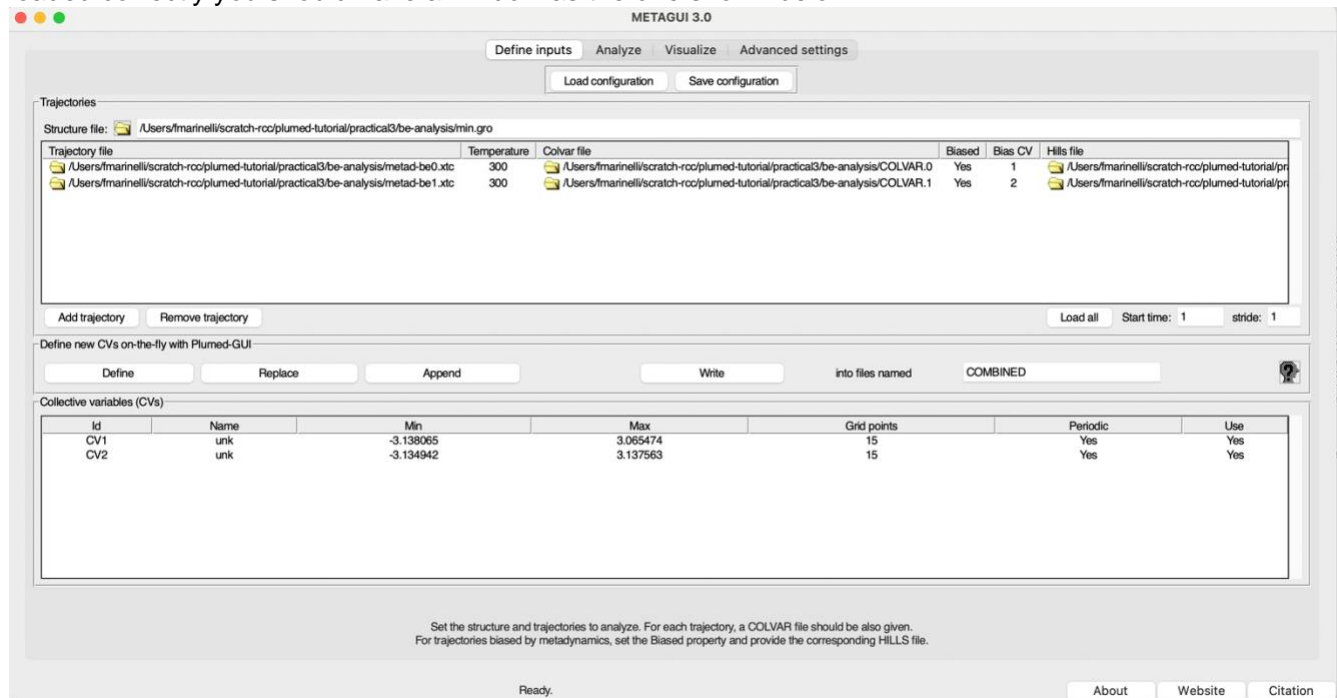 METAGUI 3.0
Define inputs Analyze Visualize Advanced settings
Load configuration Save configuration
Trajectories
Structure file: /Users/fmarinelli/scratch-rcc/plumed-tutorial/practical3/be-analysis/min.gro
Trajectory file Temperature Colvar file Biased Bias CV Hills file
/Users/fmarinelli/scratch-rcc/plumed-tutorial/practical3/be-analysis/metad-be0.xtc 300 /Users/fmarinelli/scratch-rcc/plumed-tutorial/practical3/be-analysis/COLVAR.0 Yes 1 /Users/fmarinelli/scratch-rcc/plumed-tutorial/pr
/Users/fmarinelli/scratch-rcc/plumed-tutorial/practical3/be-analysis/metad-be1.xtc 300 /Users/fmarinelli/scratch-rcc/plumed-tutorial/practical3/be-analysis/COLVAR.1 Yes 2 /Users/fmarinelli/scratch-rcc/plumed-tutorial/pr
Add trajectory Remove trajectory Load all Start time: 1 stride: 1
Define new CVs on-the-fly with Plumed-GUI
Define Replace Append Write into files named COMBINED ?
Collective variables (CVs)
Id Name Min Max Grid points Periodic Use
CV1 unk -3.138065 3.065474 15 Yes Yes
CV2 unk -3.134942 3.137563 15 Yes Yes
Set the structure and trajectories to analyze. For each trajectory, a COLVAR file should be also given.
For trajectories biased by metadynamics, set the Biased property and provide the corresponding HILLS file.
Ready. About Website Citation